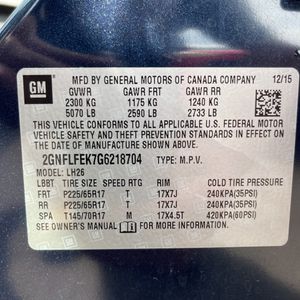 GM
MFD BY GENERAL MOTORS OF CANADA COMPANY 12/15
GVWR GAWR FRT GAWR RR
2300 KG 1175 KG 1240 KG
5070 LB 2590 LB 2733 LB
THIS VEHICLE CONFORMS TO ALL APPLICABLE U.S. FEDERAL MOTOR
VEHICLE SAFETY, BUMPER, AND THEFT PREVENTION STANDARDS
IN EFFECT ON THE DATE OF MANUFACTURE SHOWN ABOVE.
2GNFLFEK7G6218704 TYPE: M.P.V.
MODEL: LH26
TIRE SIZE SPEED RTG RIM COLD TIRE PRESSURE
FRT P225/65R17 T 17X7J 240KPA(35PSI)
RR P225/65R17 T 17X7J 240KPA(35PSI)
SPA T145/70R17 M 17X4.5T 420KPA(60PSI)
SEE OWNER'S MANUAL FOR MORE INFORMATION.